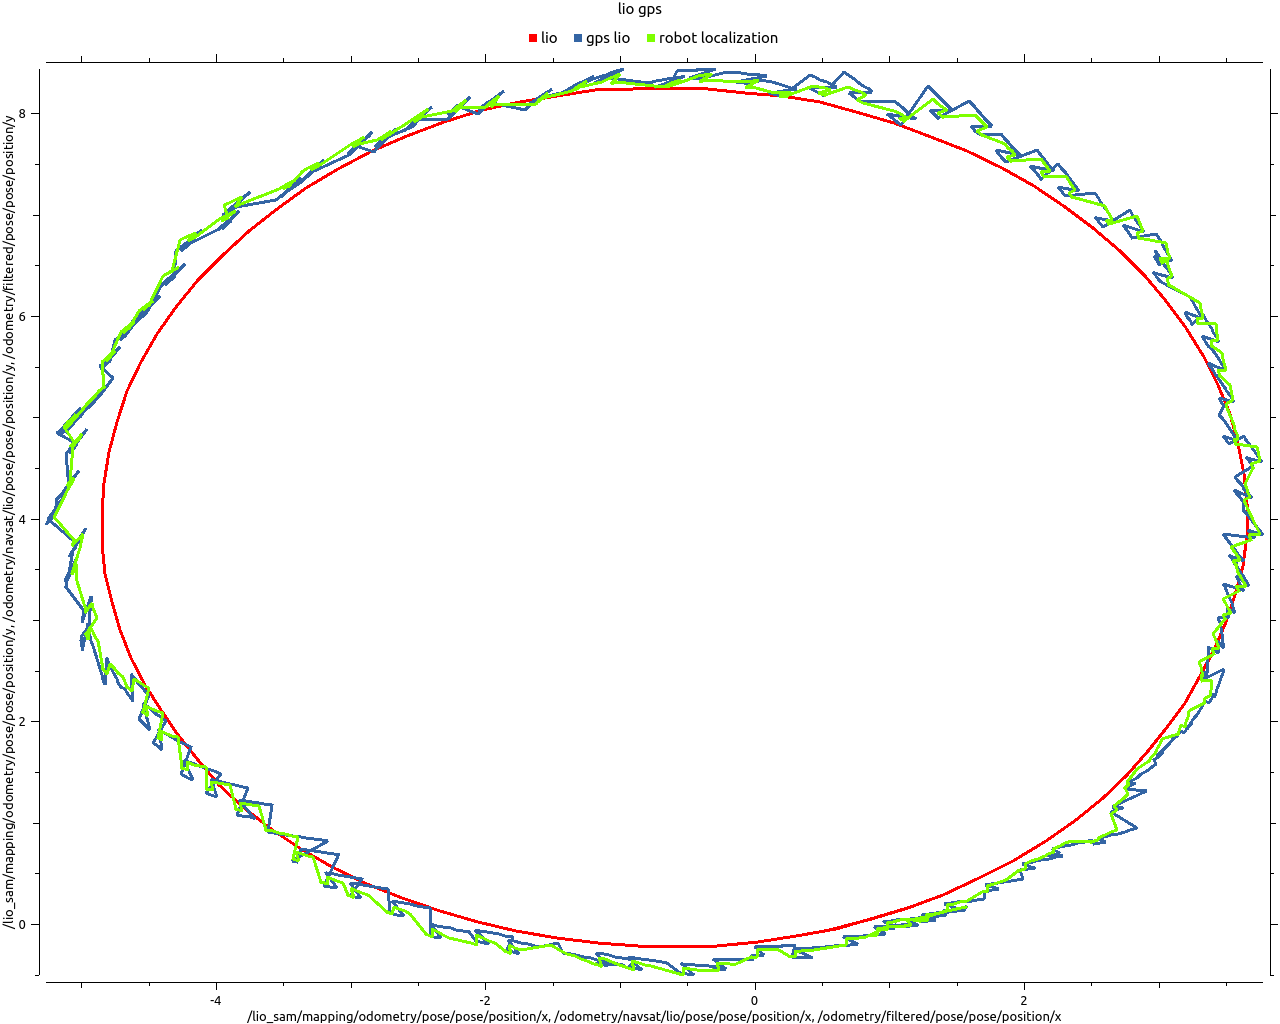 lio gps
lio gps lio robot localization
/lio_sam/mapping/odometry/pose/pose/position/y, /odometry/navsat/lio/pose/pose/position/y, /odometry/filtered/pose/pose/position/y
8
6
4
2
0
-4 -2 0 2
/lio_sam/mapping/odometry/pose/pose/position/x, /odometry/navsat/lio/pose/pose/position/x, /odometry/filtered/pose/pose/position/x